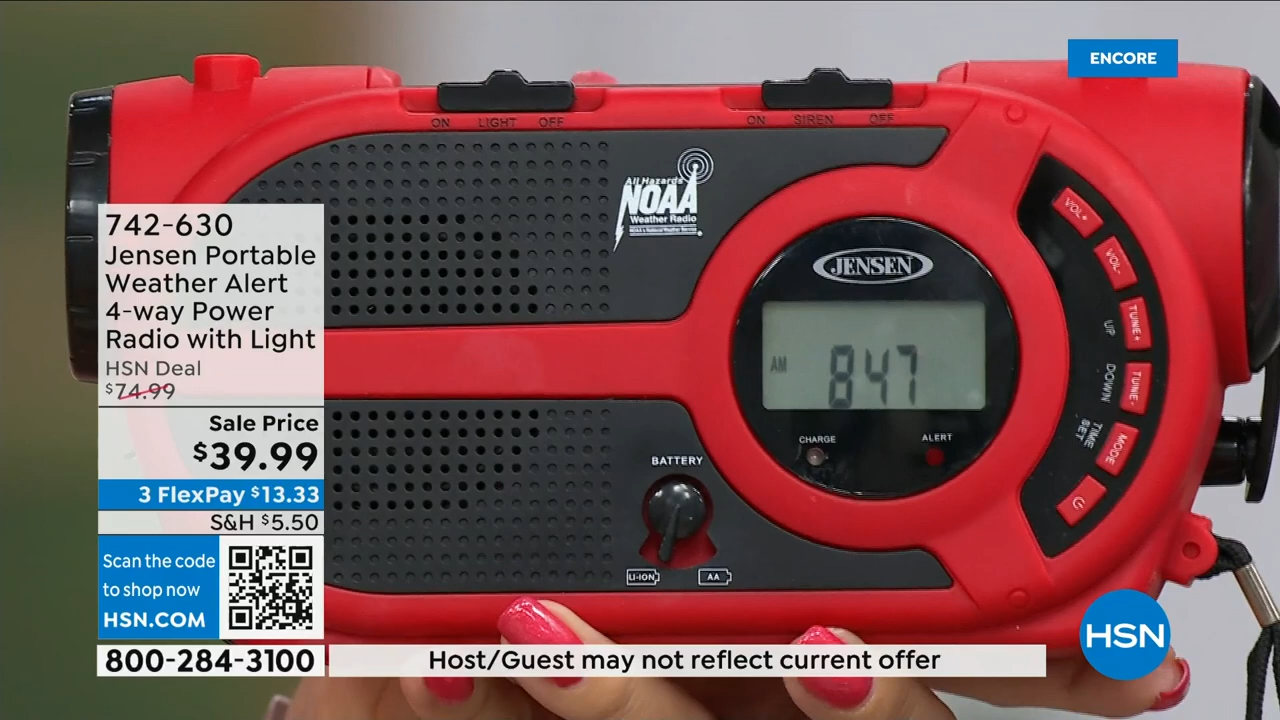 ENCORE
ON LIGHT OFF
ON SIREN OFF
All Hazards
NOAA
Weather Radio
VOL+
VOL-
TUNE+
UP
TUNE-
DOWN
MODE
TIME SET
JENSEN
AM 847
CHARGE
ALERT
BATTERY
LI-ION
AA
742-630
Jensen Portable
Weather Alert
4-way Power
Radio with Light
HSN Deal
$74.99
Sale Price
$39.99
3 FlexPay $13.33
S&H $5.50
Scan the code
to shop now
HSN.COM
800-284-3100
Host/Guest may not reflect current offer
HSN